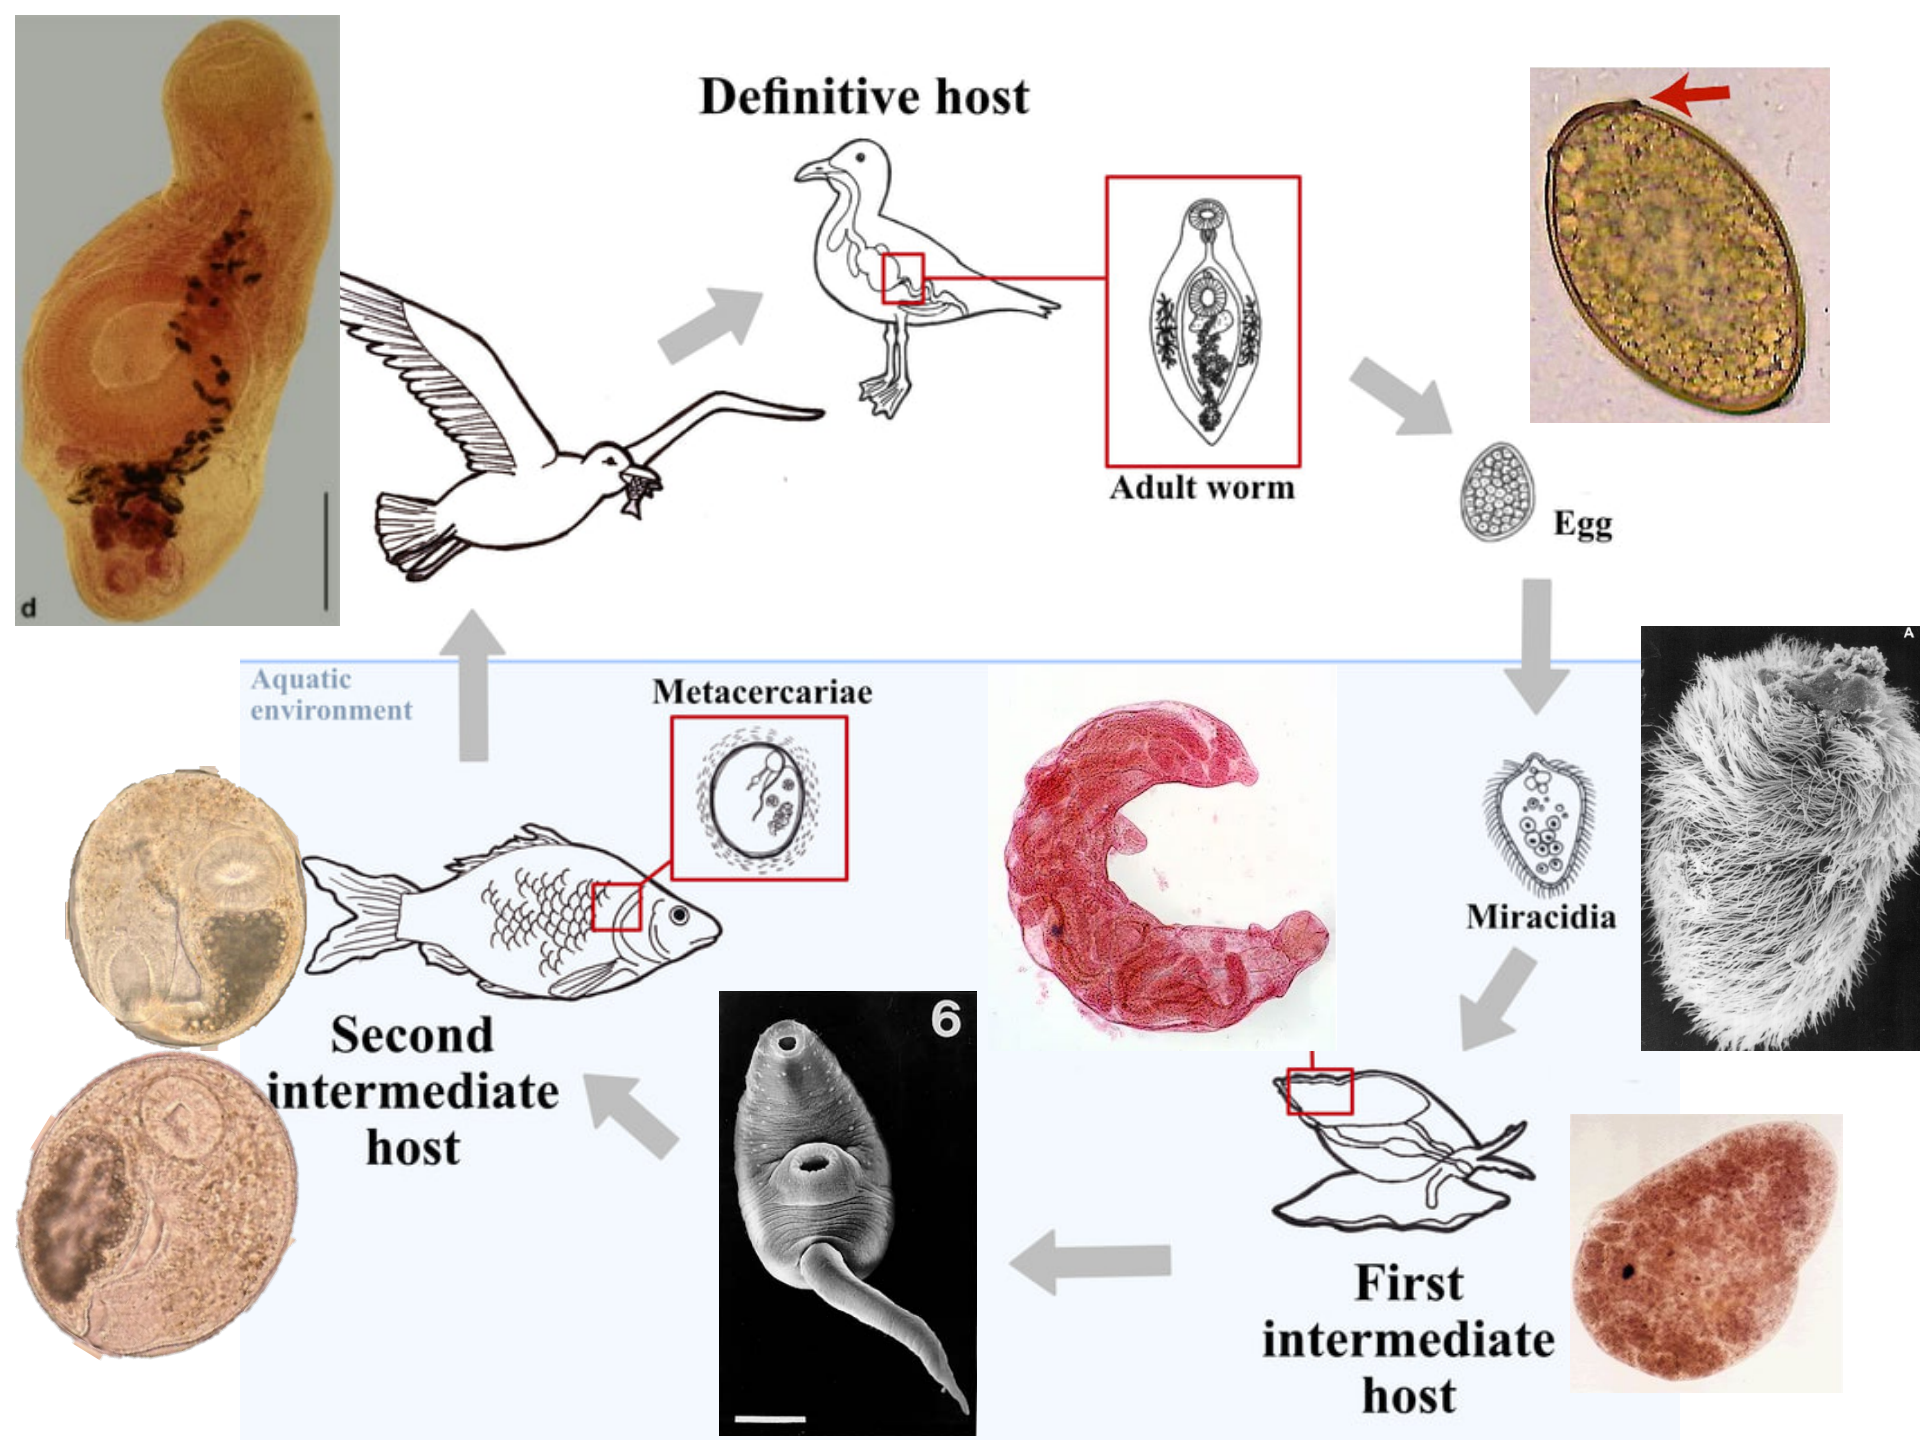 Definitive host
Adult worm
Egg
d
A
Aquatic
environment
Metacercariae
Miracidia
6
Second
intermediate
host
First
intermediate
host